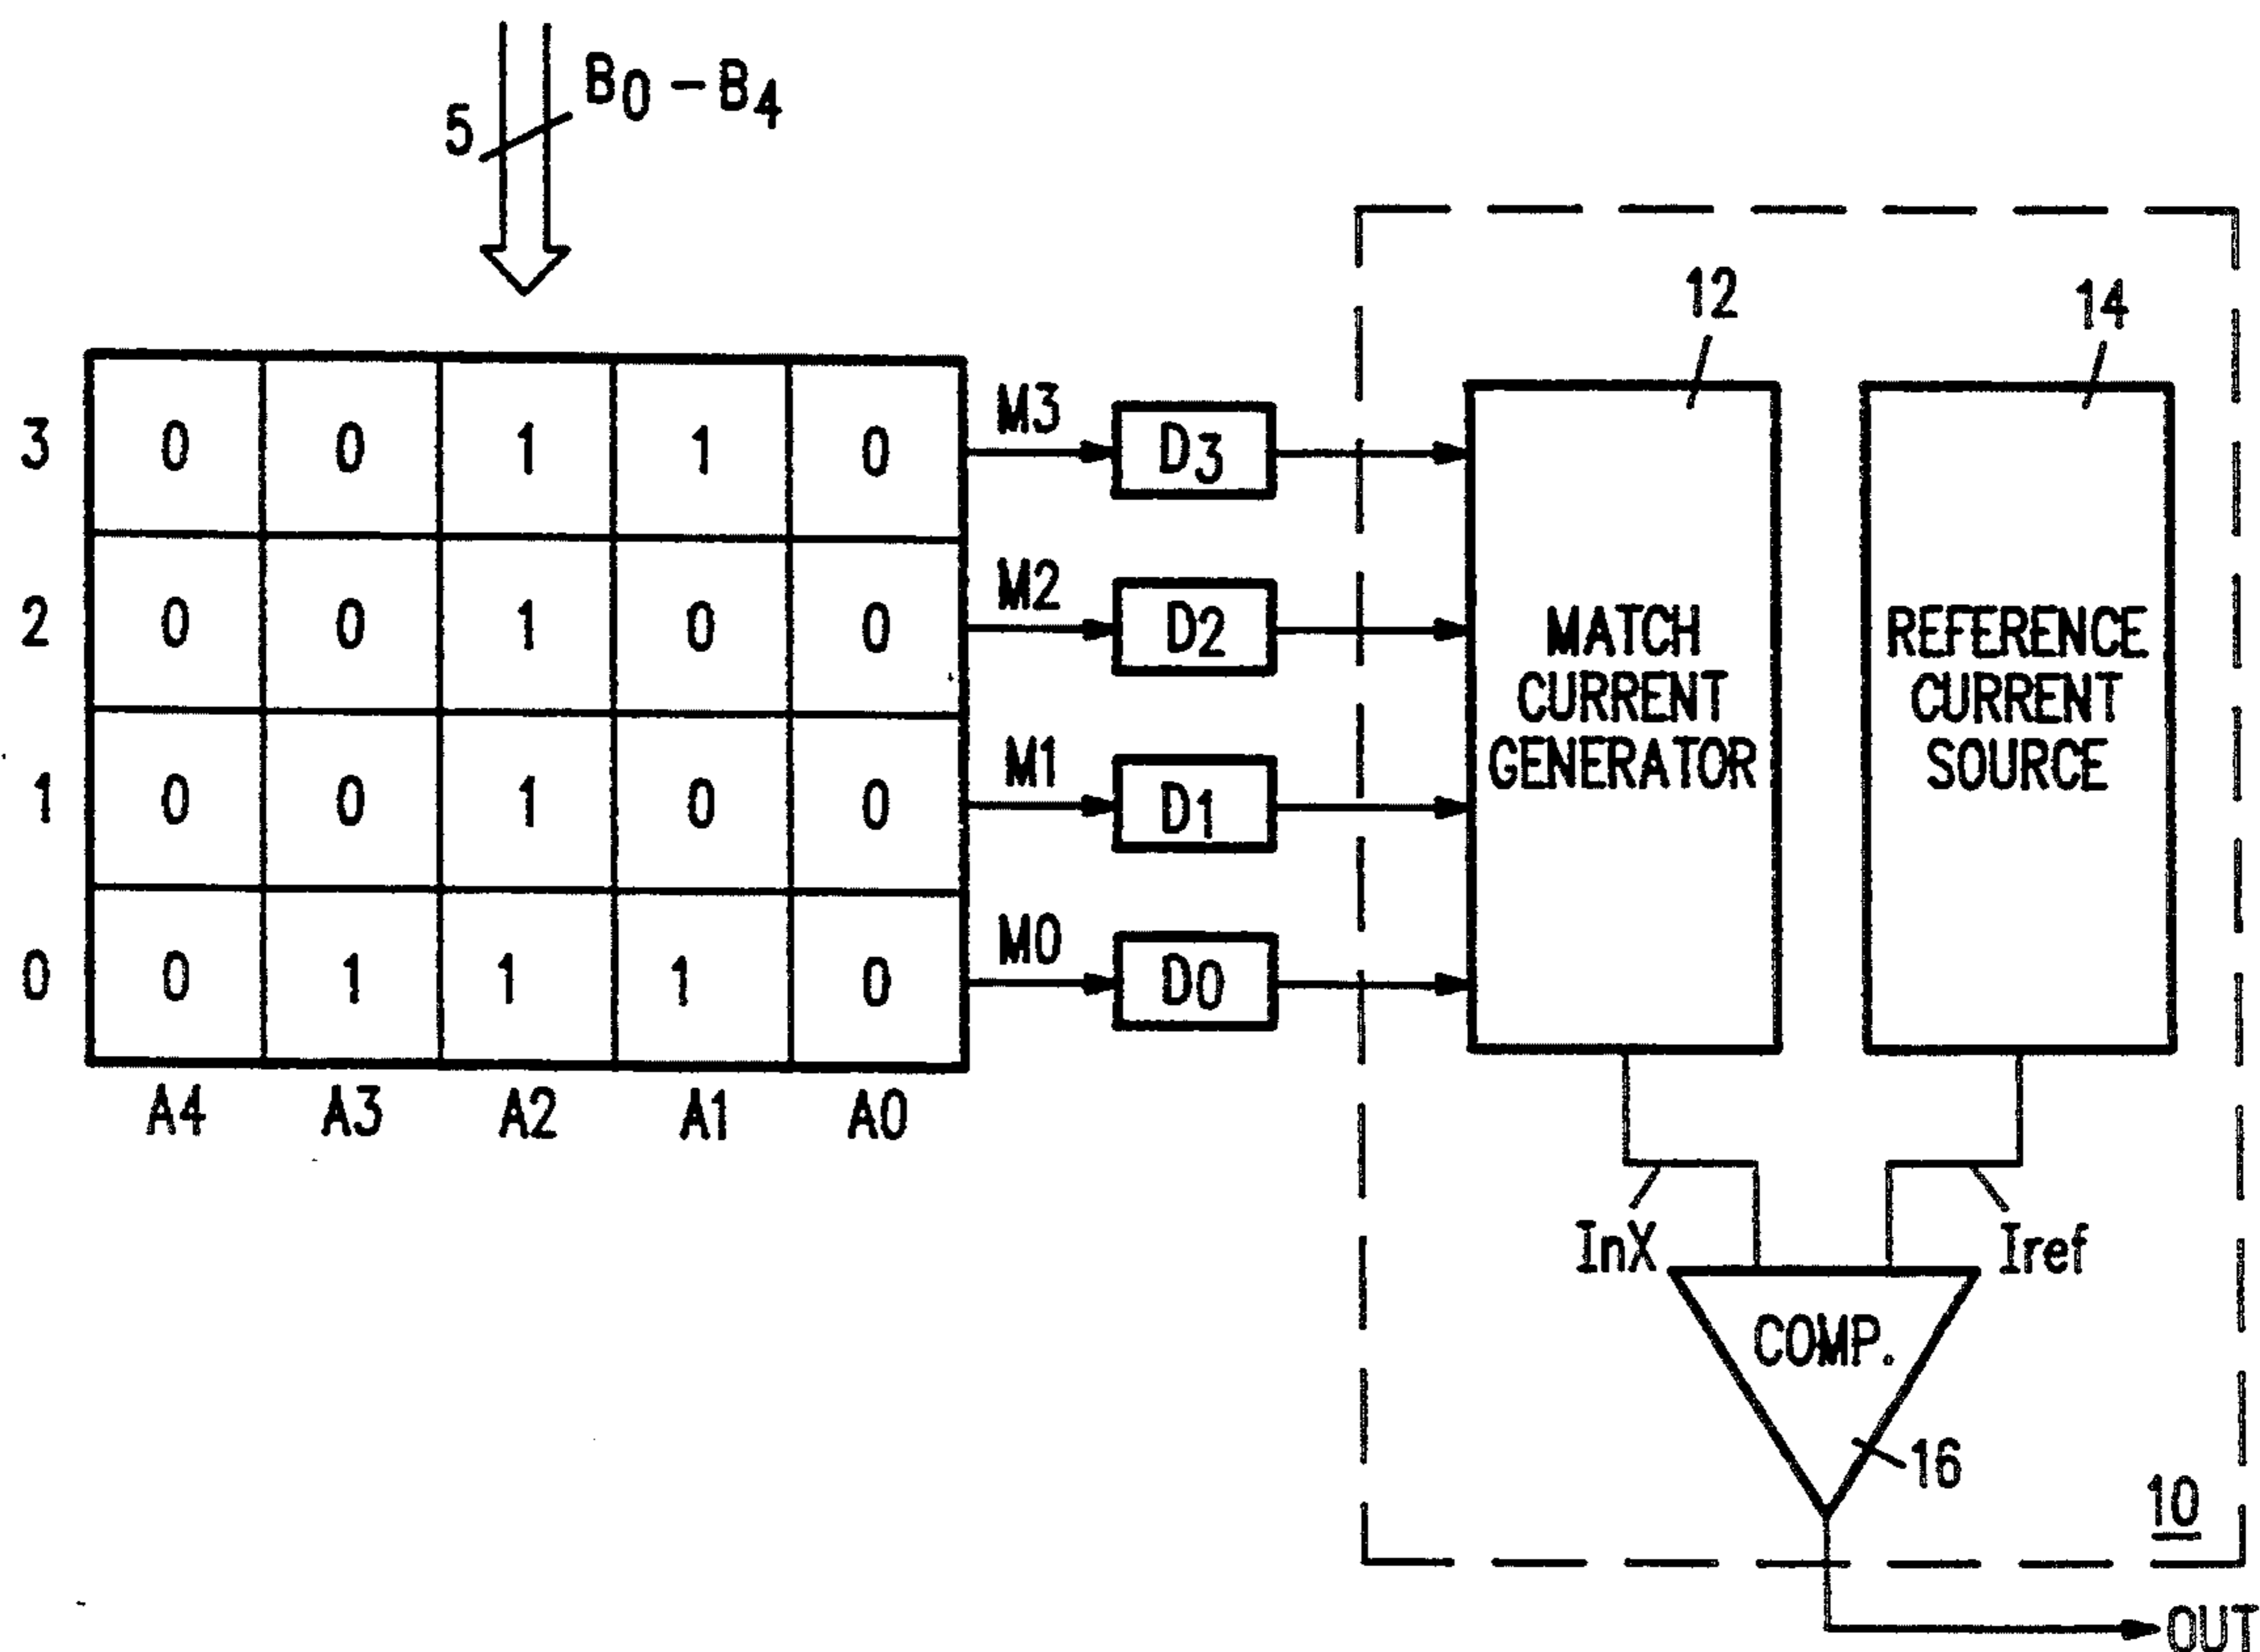 5
B0 - B4
12
14
3 0 0 1 1 0 M3 D3
2 0 0 1 0 0 M2 D2
1 0 0 1 0 0 M1 D1
0 0 1 1 1 0 M0 D0
A4 A3 A2 A1 A0
MATCH
CURRENT
GENERATOR
REFERENCE
CURRENT
SOURCE
InX
Iref
COMP.
16
10
OUT